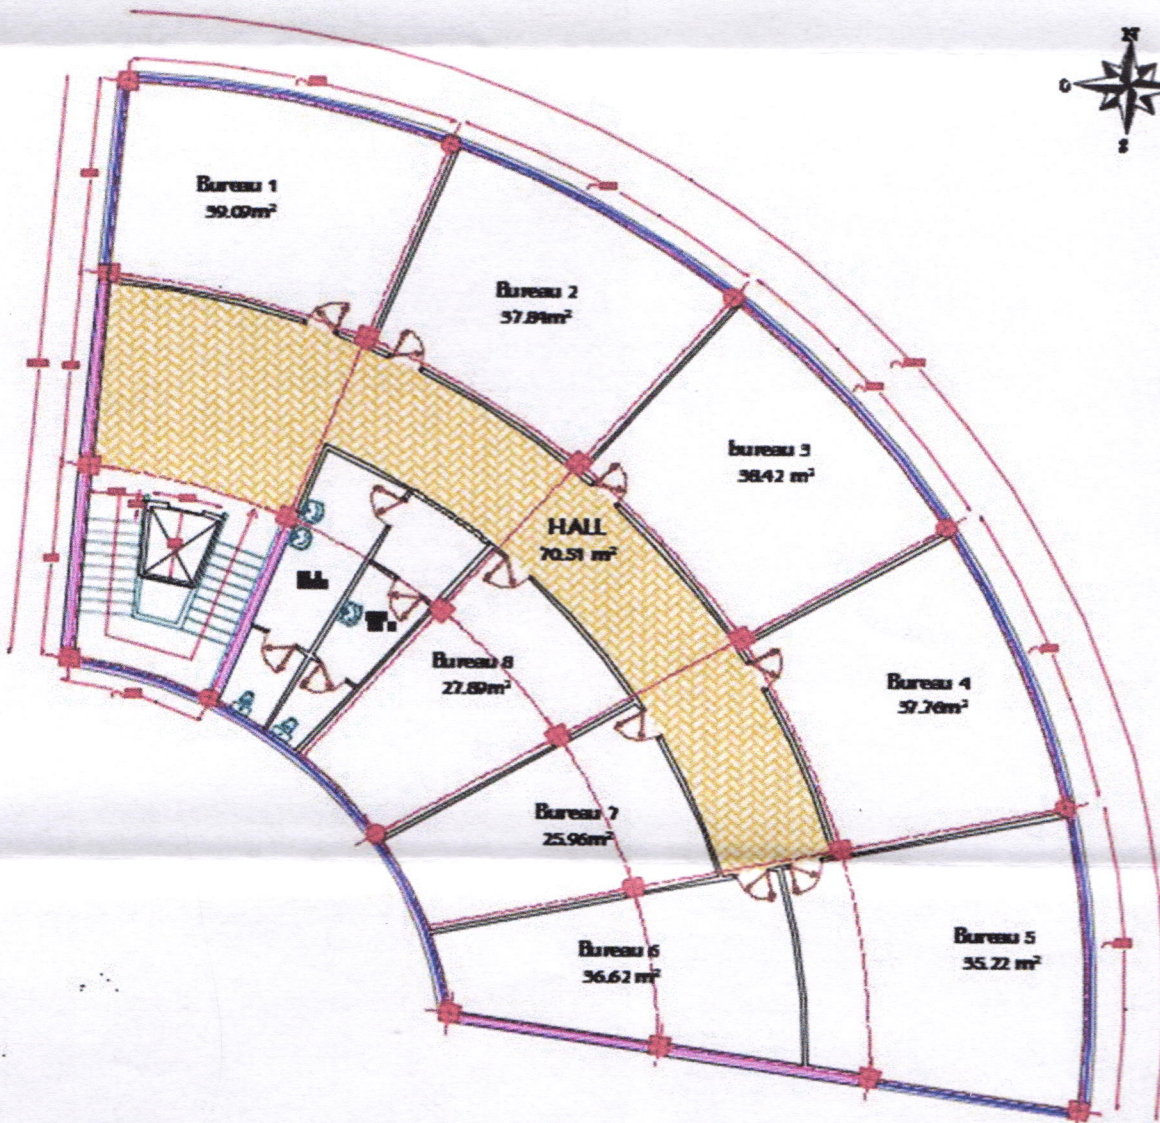 N
O
S
Bureau 1
39.09m²
Bureau 2
37.84m²
bureau 3
38.42 m²
HALL
70.51 m²
Bureau 4
37.76m²
Bureau 8
27.89m²
Bureau 7
25.96m²
Bureau 5
35.22 m²
Bureau 6
36.62 m²